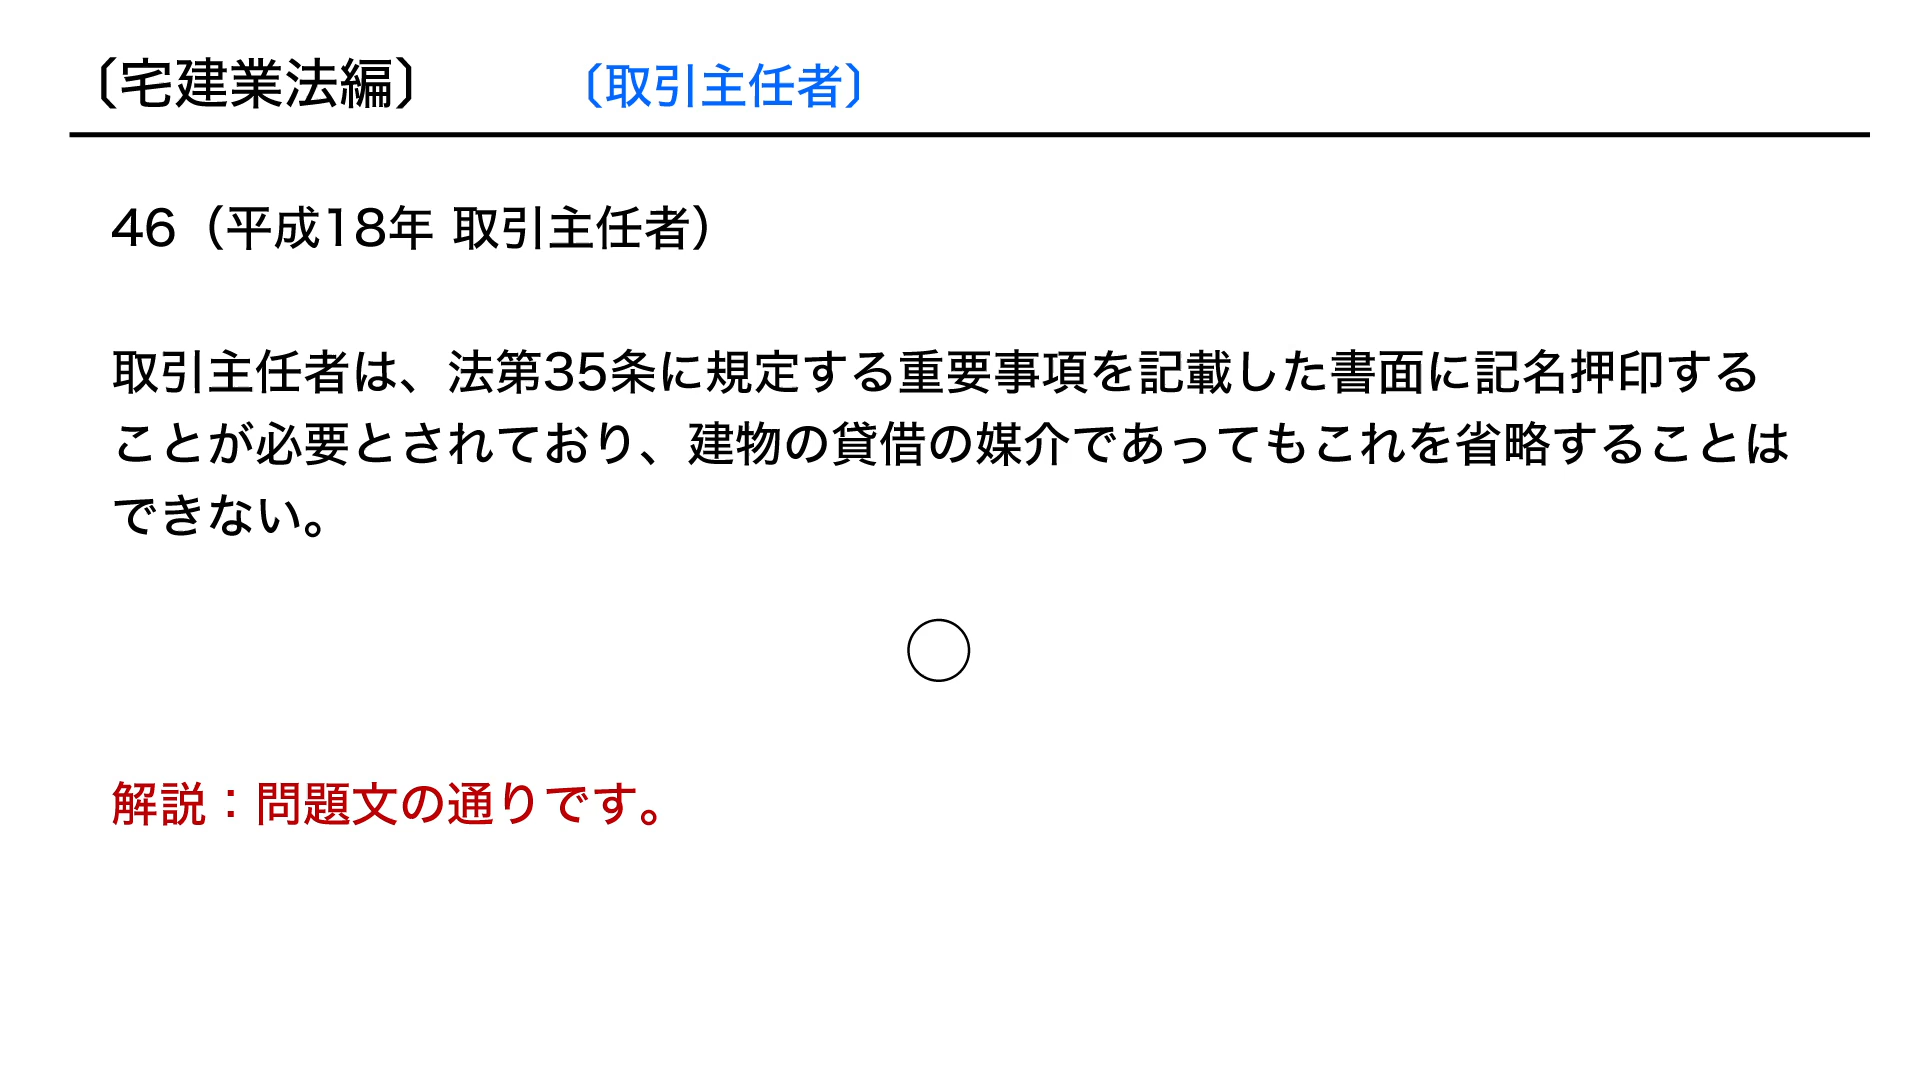 〔宅建業法編〕 〔取引主任者〕
46（平成18年 取引主任者）
取引主任者は、法第35条に規定する重要事項を記載した書面に記名押印する
ことが必要とされており、建物の貸借の媒介であってもこれを省略することは
できない。
◯
解説：問題文の通りです。